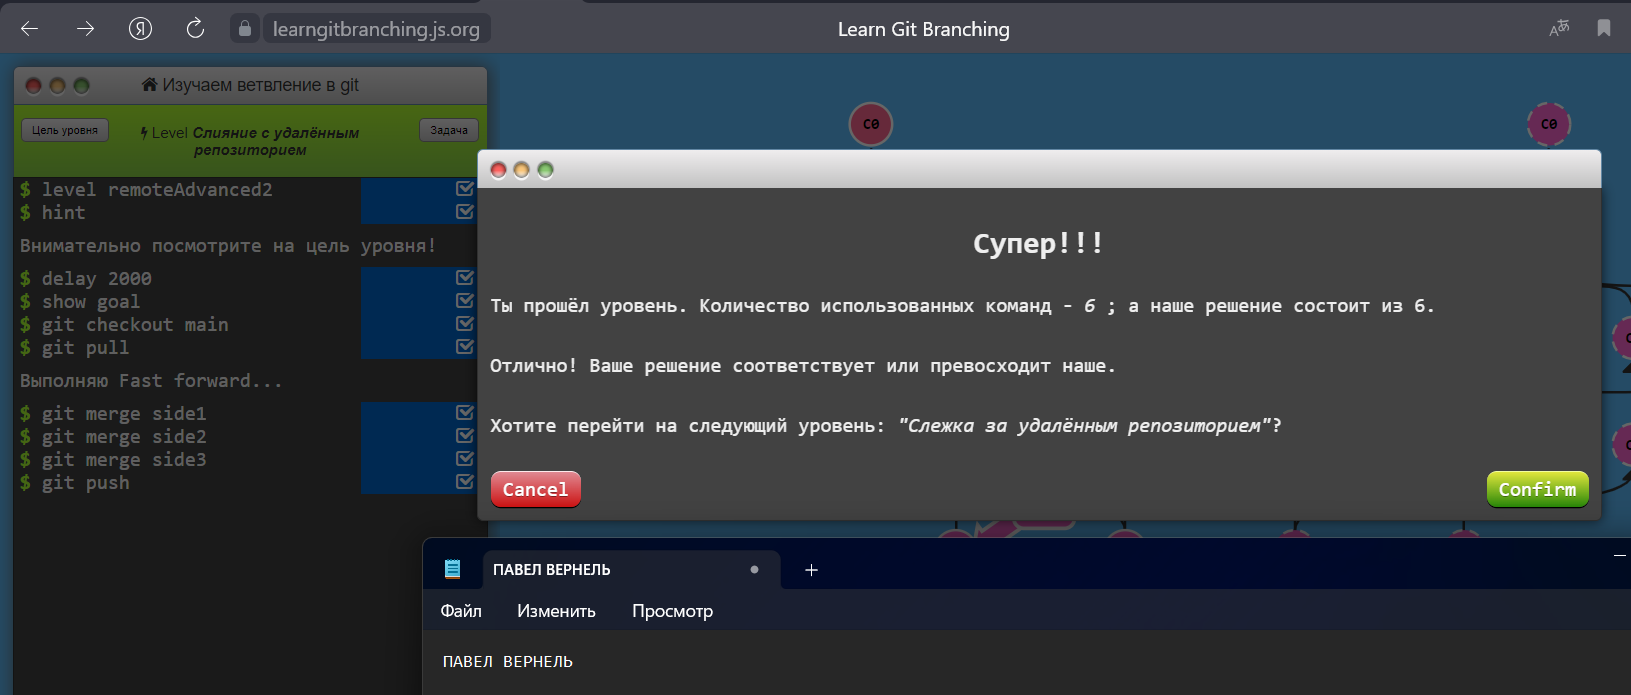 Я learngitbranching.js.org Learn Git Branching
Изучаем ветвление в git
Цель уровня
Level Слияние с удалённым
репозиторием
Задача
$ level remoteAdvanced2
$ hint
Внимательно посмотрите на цель уровня!
$ delay 2000
$ show goal
$ git checkout main
$ git pull
Выполняю Fast forward...
$ git merge side1
$ git merge side2
$ git merge side3
$ git push
C0
C0
Супер!!!
Ты прошёл уровень. Количество использованных команд - 6 ; а наше решение состоит из 6.
Отлично! Ваше решение соответствует или превосходит наше.
Хотите перейти на следующий уровень: "Слежка за удалённым репозиторием"?
Cancel
Confirm
ПАВЕЛ ВЕРНЕЛЬ
Файл Изменить Просмотр
ПАВЕЛ ВЕРНЕЛЬ